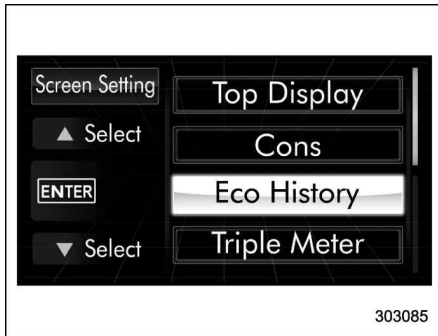 Screen Setting
▲ Select
ENTER
▼ Select
Top Display
Cons
Eco History
Triple Meter
303085